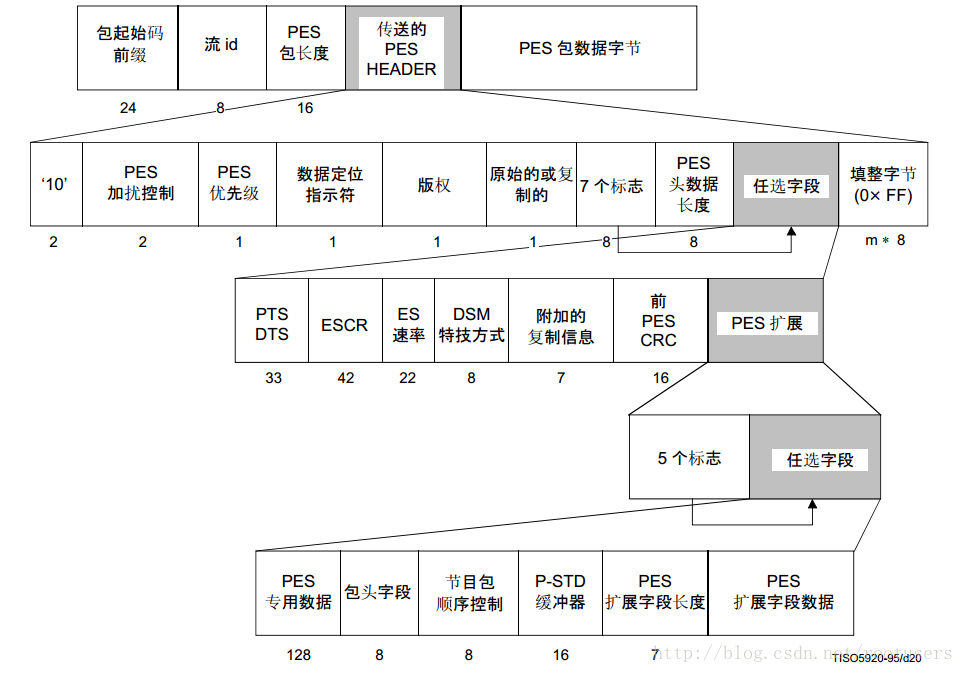 包起始码
前缀
流 id
PES
包长度
传送的
PES
HEADER
PES 包数据字节
24
8
16
‘10’
PES
加扰控制
PES
优先级
数据定位
指示符
版权
原始的或复
制的
7 个标志
PES
头数据
长度
任选字段
填整字节
(0× FF)
2
2
1
1
1
1
8
8
m * 8
PTS
DTS
ESCR
ES
速率
DSM
特技方式
附加的
复制信息
前
PES
CRC
PES 扩展
33
42
22
8
7
16
5 个标志
任选字段
PES
专用数据
包头字段
节目包
顺序控制
P-STD
缓冲器
PES
扩展字段长度
PES
扩展字段数据
128
8
8
16
7
http://blog.csdn.net/rootusers
TISO5920-95/d20